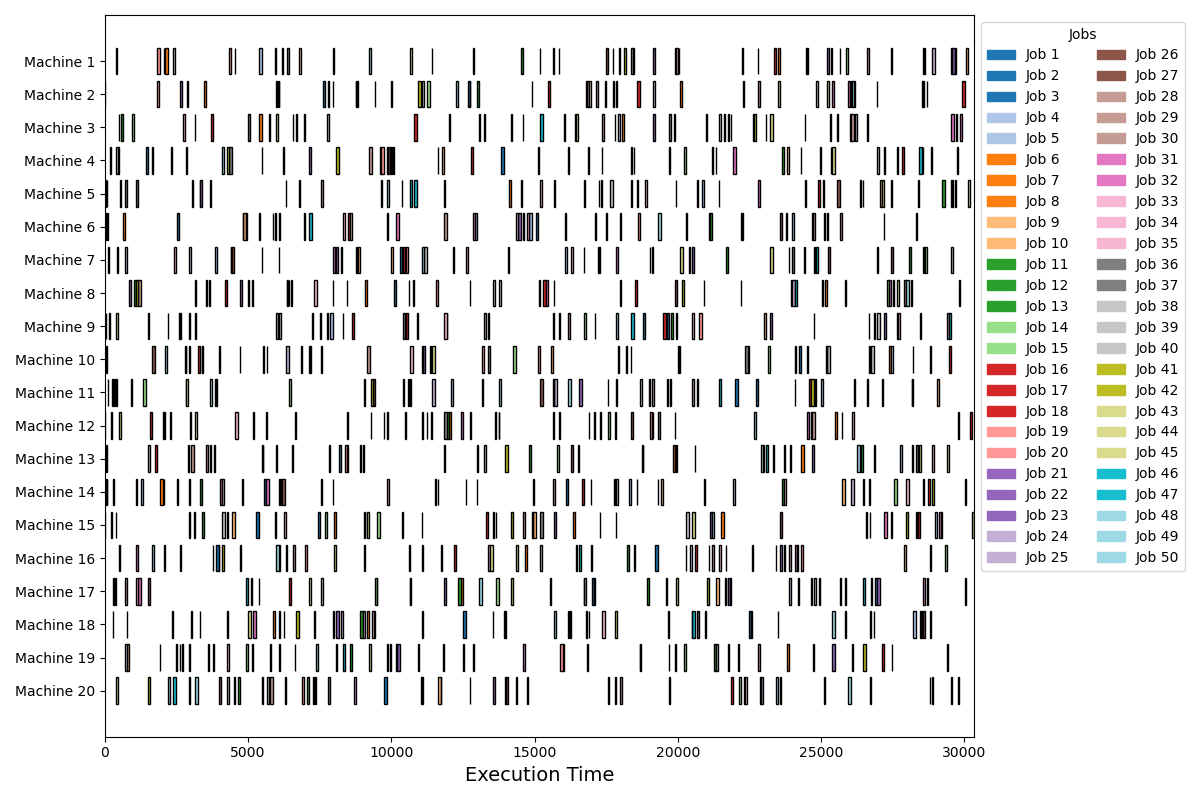 Machine 1
Machine 2
Machine 3
Machine 4
Machine 5
Machine 6
Machine 7
Machine 8
Machine 9
Machine 10
Machine 11
Machine 12
Machine 13
Machine 14
Machine 15
Machine 16
Machine 17
Machine 18
Machine 19
Machine 20
0 5000 10000 15000 20000 25000 30000
Execution Time
Jobs
Job 1 Job 26
Job 2 Job 27
Job 3 Job 28
Job 4 Job 29
Job 5 Job 30
Job 6 Job 31
Job 7 Job 32
Job 8 Job 33
Job 9 Job 34
Job 10 Job 35
Job 11 Job 36
Job 12 Job 37
Job 13 Job 38
Job 14 Job 39
Job 15 Job 40
Job 16 Job 41
Job 17 Job 42
Job 18 Job 43
Job 19 Job 44
Job 20 Job 45
Job 21 Job 46
Job 22 Job 47
Job 23 Job 48
Job 24 Job 49
Job 25 Job 50